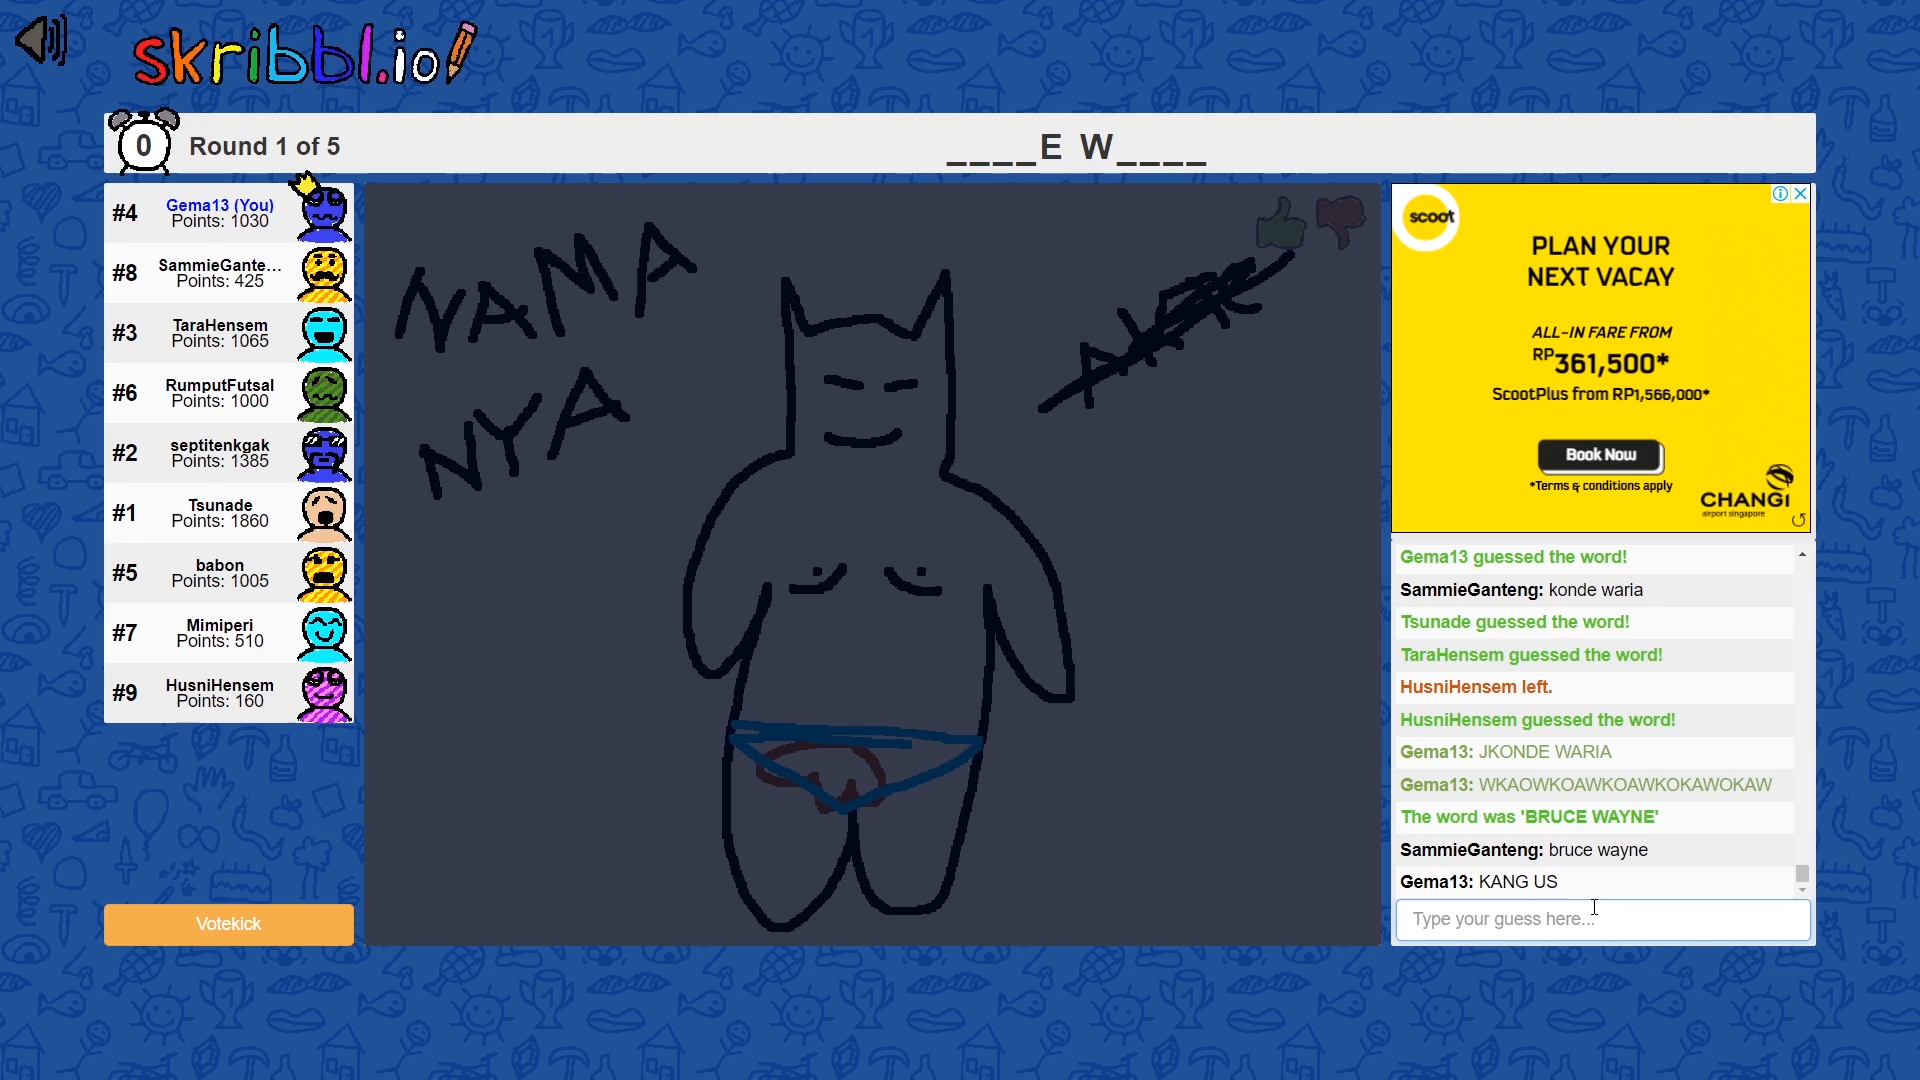 skribbl.io
0
Round 1 of 5
____E W____
#4
Gema13 (You)
Points: 1030
#8
SammieGante...
Points: 425
#3
TaraHensem
Points: 1065
#6
RumputFutsal
Points: 1000
#2
septitenkgak
Points: 1385
#1
Tsunade
Points: 1860
#5
babon
Points: 1005
#7
Mimiperi
Points: 510
#9
HusniHensem
Points: 160
Votekick
NAMA
NYA
scoot
PLAN YOUR
NEXT VACAY
ALL-IN FARE FROM
RP361,500*
ScootPlus from RP1,566,000*
Book Now
*Terms & conditions apply
CHANGI
airport singapore
Gema13 guessed the word!
SammieGanteng: konde waria
Tsunade guessed the word!
TaraHensem guessed the word!
HusniHensem left.
HusniHensem guessed the word!
Gema13: JKONDE WARIA
Gema13: WKAOWKOAWKOAWKOKAWOKAW
The word was 'BRUCE WAYNE'
SammieGanteng: bruce wayne
Gema13: KANG US
Type your guess here...